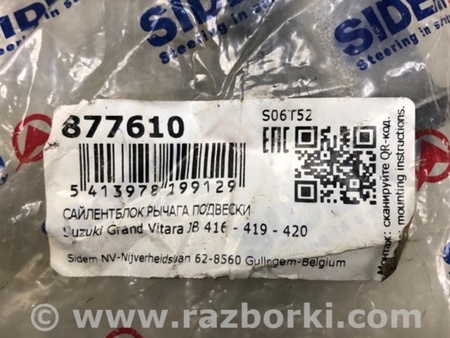 SIDEM
Steering in
877610
S06T52
EAC
5 413978 199129
САЙЛЕНТБЛОК РЫЧАГА ПОДВЕСКИ
Suzuki Grand Vitara JB 416 - 419 - 420
Sidem NV-Nijverheidslaan 62-8560 Gullegem-Belgium
Монтаж: сканируйте QR-код.
mounting instructions.
© www.razborki.com